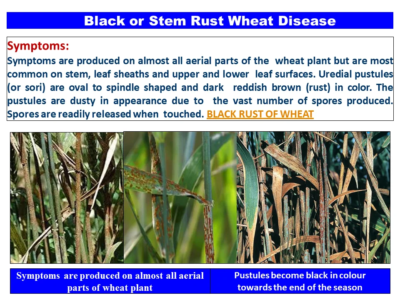 Black or Stem Rust Wheat Disease
Symptoms:
Symptoms are produced on almost all aerial parts of the wheat plant but are most
common on stem, leaf sheaths and upper and lower leaf surfaces. Uredial pustules
(or sori) are oval to spindle shaped and dark reddish brown (rust) in color. The
pustules are dusty in appearance due to the vast number of spores produced.
Spores are readily released when touched. BLACK RUST OF WHEAT
Symptoms are produced on almost all aerial
parts of wheat plant
Pustules become black in colour
towards the end of the season